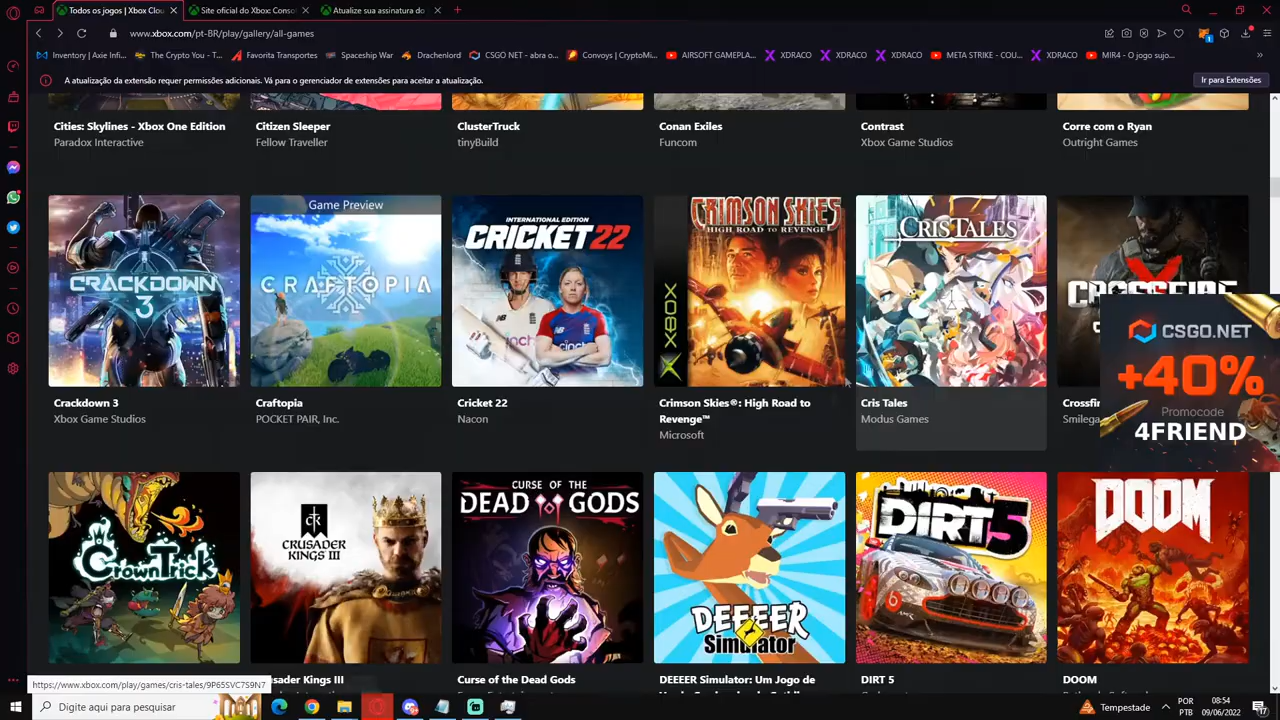 Todos os jogos | Xbox Clou
Site oficial do Xbox: Conso
Atualize sua assinatura do
www.xbox.com/pt-BR/play/gallery/all-games
Inventory | Axie Infi...
The Crypto You - T...
Favorita Transportes
Spaceship War
Drachenlord
CSGO NET - abra o...
Convoys | CryptoMi...
AIRSOFT GAMEPLA...
XDRACO
XDRACO
XDRACO
META STRIKE - COU...
XDRACO
MIR4 - O jogo sujo...
A atualização da extensão requer permissões adicionais. Vá para o gerenciador de extensões para aceitar a atualização.
Ir para Extensões
Cities: Skylines - Xbox One Edition
Paradox Interactive
Citizen Sleeper
Fellow Traveller
ClusterTruck
tinyBuild
Conan Exiles
Funcom
Contrast
Xbox Game Studios
Corre com o Ryan
Outright Games
CRACKDOWN
3
Game Preview
CRAFTOPIA
INTERNATIONAL EDITION
CRICKET 22
cinch
CRIMSON SKIES
HIGH ROAD TO REVENGE™
XBOX
CRIS TALES
CROSSFIRE
X
CSGO.NET
+40%
Promocode
4FRIEND
Crackdown 3
Xbox Game Studios
Craftopia
POCKET PAIR, Inc.
Cricket 22
Nacon
Crimson Skies®: High Road to
Revenge™
Microsoft
Cris Tales
Modus Games
Crossfi
Smilega
CrownTrick
CRUSADER
KINGS III
CURSE OF THE
DEAD GODS
DEEEER
Simulator
DIRT 5
DOOM
https://www.xbox.com/play/games/cris-tales/9P65SVC7S9N7
sader Kings III
Curse of the Dead Gods
DEEEER Simulator: Um Jogo de
DIRT 5
DOOM
Digite aqui para pesquisar
Tempestade
POR
PTB
08:54
09/06/2022
17